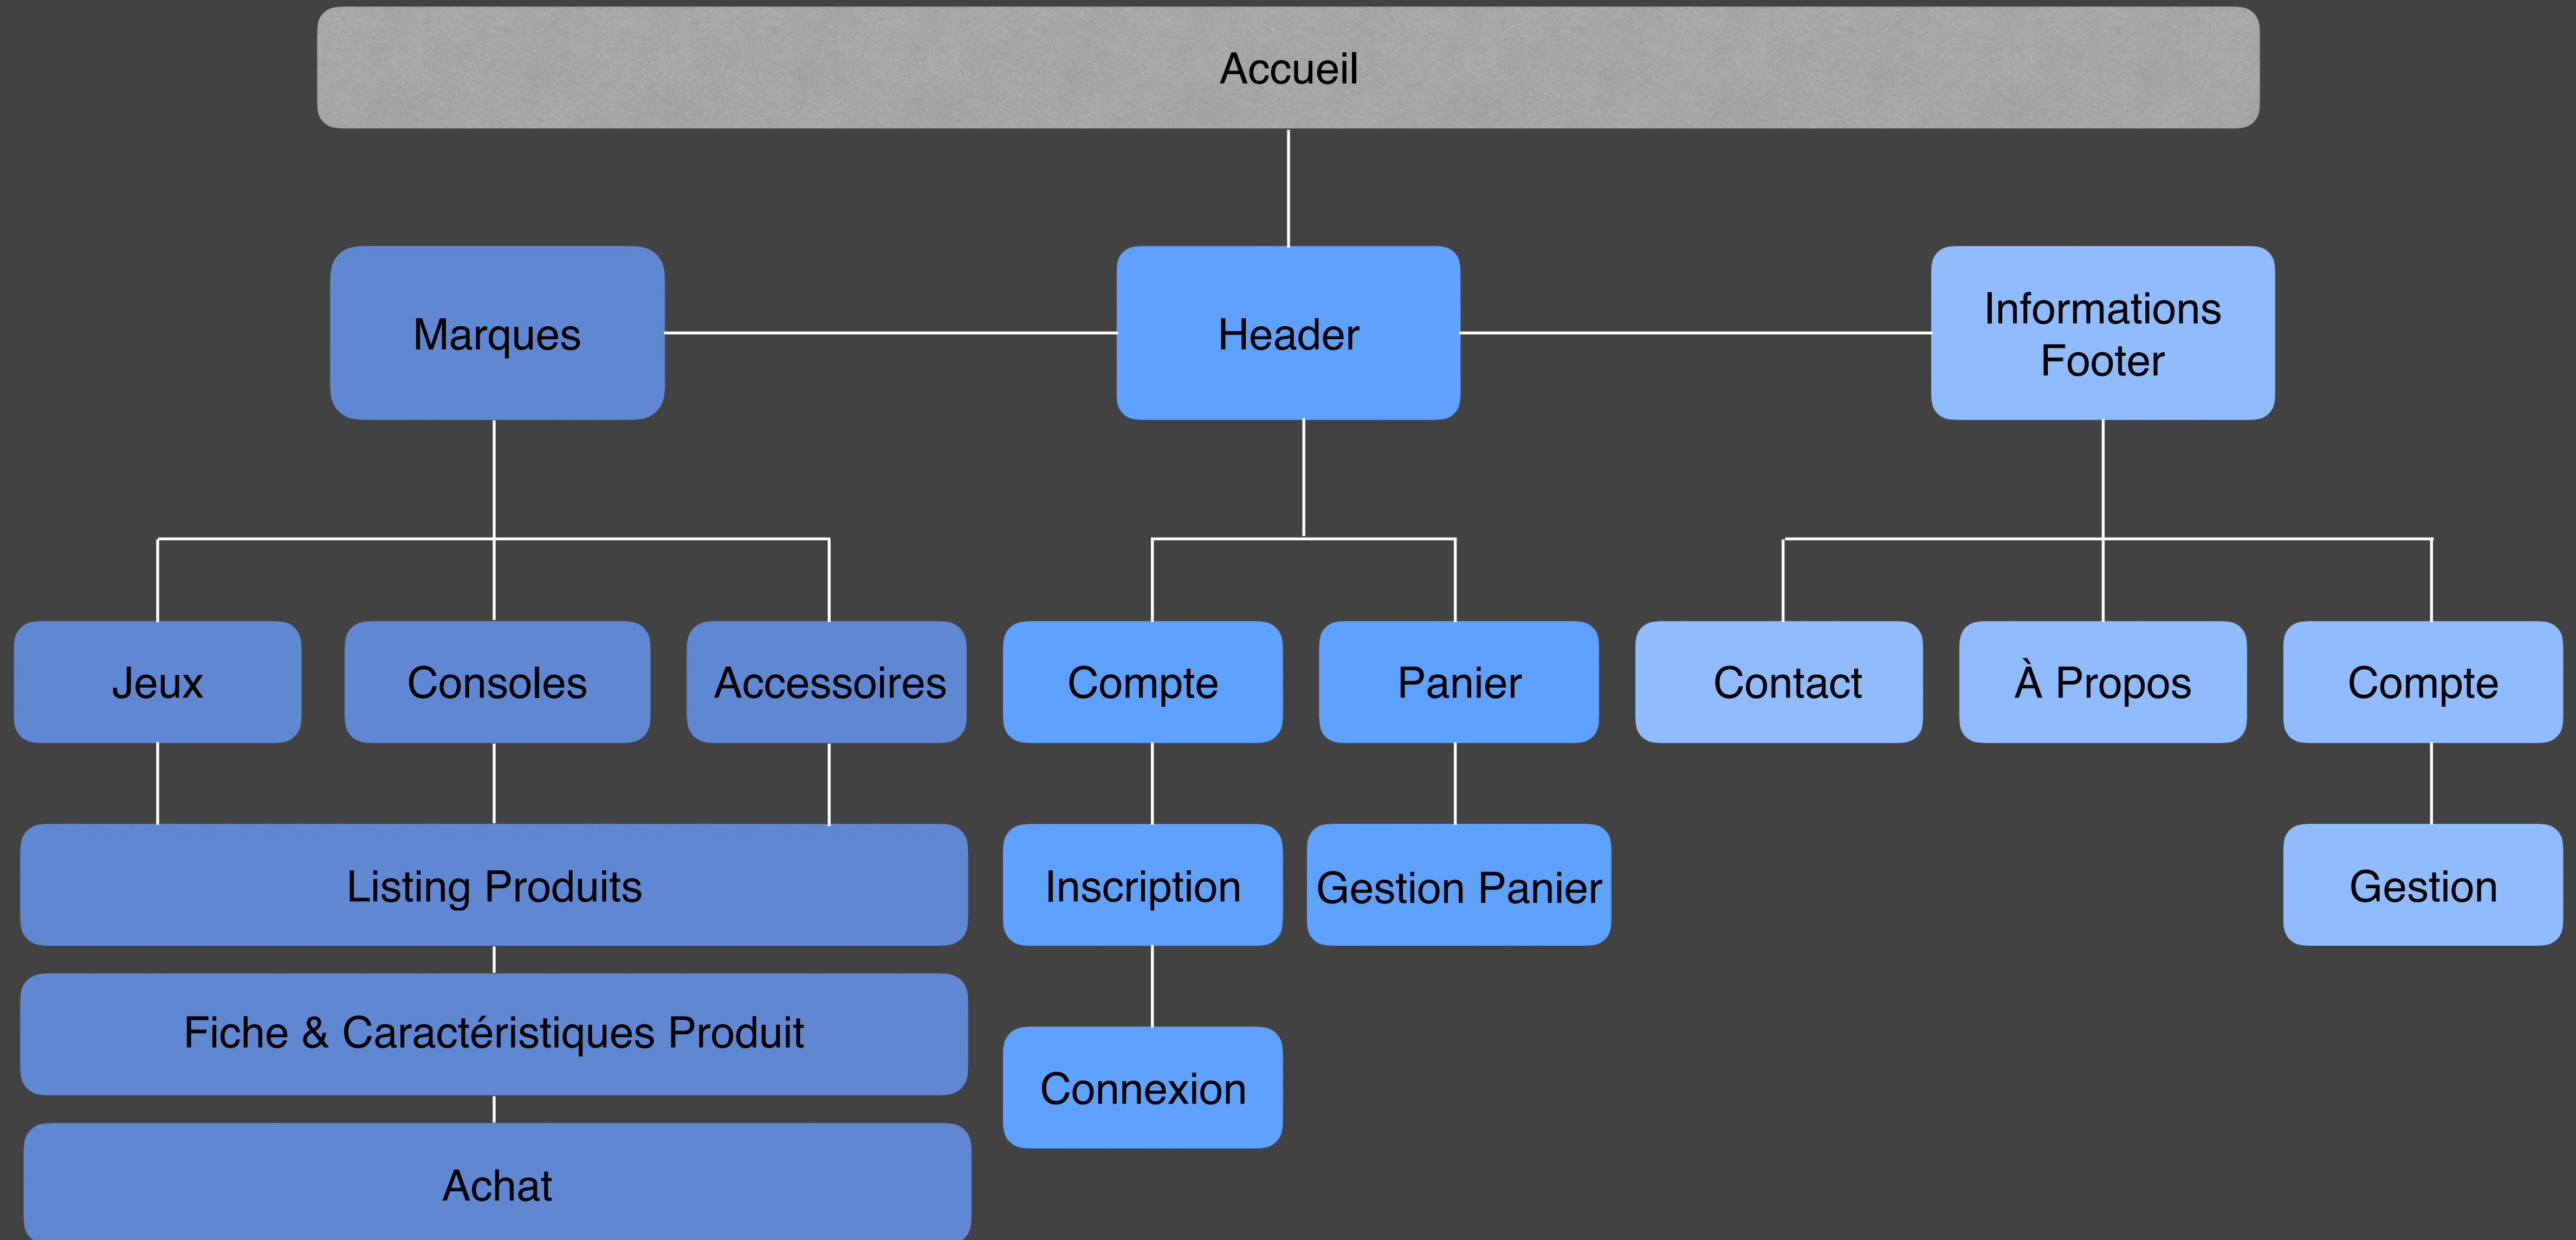 Accueil
Marques
Header
Informations
Footer
Jeux
Consoles
Accessoires
Compte
Panier
Contact
À Propos
Compte
Listing Produits
Inscription
Gestion Panier
Gestion
Fiche & Caractéristiques Produit
Connexion
Achat